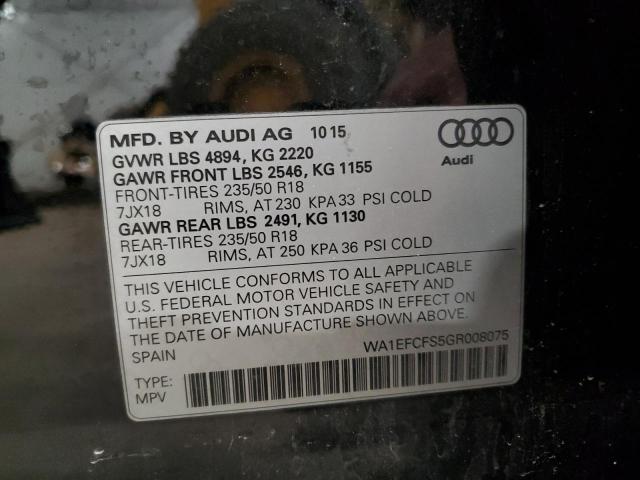 MFD. BY AUDI AG 10 15
GVWR LBS 4894, KG 2220
GAWR FRONT LBS 2546, KG 1155
FRONT-TIRES 235/50 R18
7JX18 RIMS, AT 230 KPA 33 PSI COLD
GAWR REAR LBS 2491, KG 1130
REAR-TIRES 235/50 R18
7JX18 RIMS, AT 250 KPA 36 PSI COLD
Audi
THIS VEHICLE CONFORMS TO ALL APPLICABLE
U.S. FEDERAL MOTOR VEHICLE SAFETY AND
THEFT PREVENTION STANDARDS IN EFFECT ON
THE DATE OF MANUFACTURE SHOWN ABOVE.
SPAIN WA1EFCFS5GR008075
TYPE:
MPV